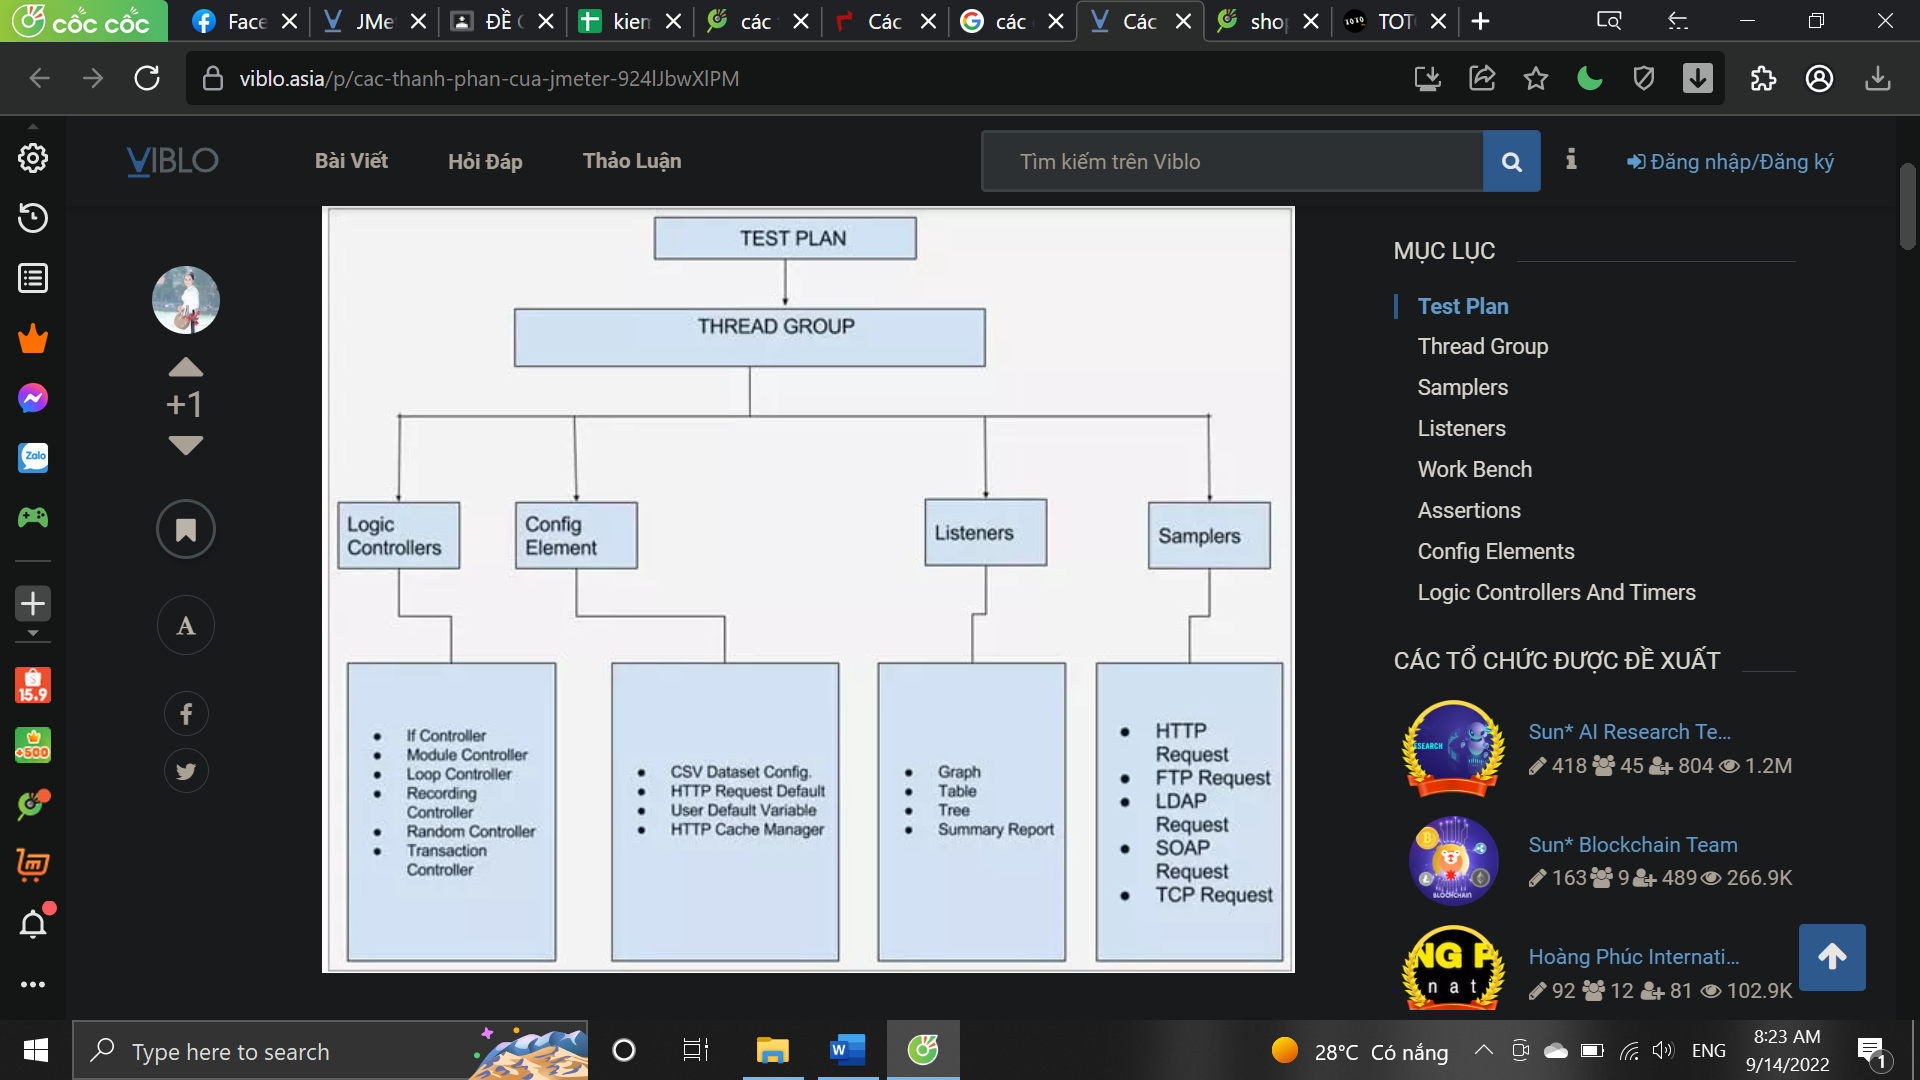 cốc cốc
Face
JMe
ĐỀ C
kiem
các
Các
các
Các
shop
TOT
viblo.asia/p/cac-thanh-phan-cua-jmeter-924lJbwXlPM
VIBLO
Bài Viết
Hỏi Đáp
Thảo Luận
Tìm kiếm trên Viblo
Đăng nhập/Đăng ký
+1
A
Zalo
15.9
+500
TEST PLAN
THREAD GROUP
Logic
Controllers
Config
Element
Listeners
Samplers
If Controller
Module Controller
Loop Controller
Recording
Controller
Random Controller
Transaction
Controller
CSV Dataset Config.
HTTP Request Default
User Default Variable
HTTP Cache Manager
Graph
Table
Tree
Summary Report
HTTP
Request
FTP Request
LDAP
Request
SOAP
Request
TCP Request
MỤC LỤC
Test Plan
Thread Group
Samplers
Listeners
Work Bench
Assertions
Config Elements
Logic Controllers And Timers
CÁC TỔ CHỨC ĐƯỢC ĐỀ XUẤT
Sun* AI Research Te...
418 45 804 1.2M
Sun* Blockchain Team
163 9 489 266.9K
BLOCKCHAIN
Hoàng Phúc Internati...
92 12 81 102.9K
NG P
nat
Type here to search
28°C Có nắng
ENG
8:23 AM
9/14/2022
1